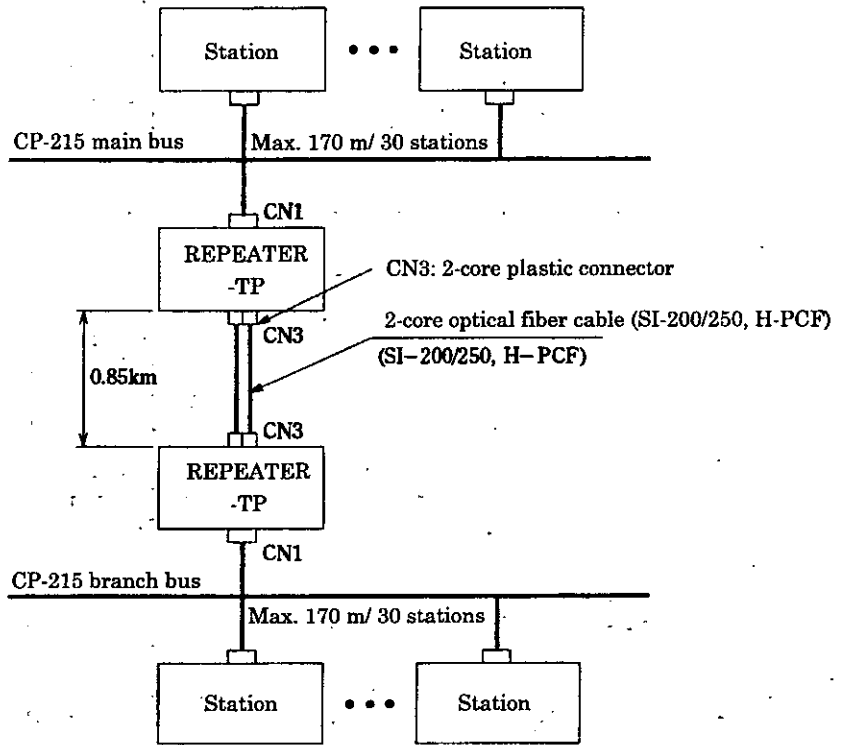 Station
Station
CP-215 main bus
Max. 170 m/ 30 stations
CN1
REPEATER
-TP
CN3: 2-core plastic connector
CN3
2-core optical fiber cable (SI-200/250, H-PCF)
(SI-200/250, H-PCF)
0.85km
CN3
REPEATER
-TP
CN1
CP-215 branch bus
Max. 170 m/ 30 stations
Station
Station